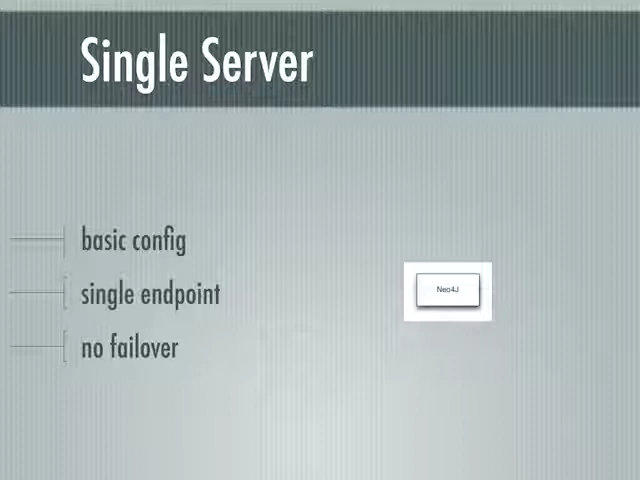 Single Server
basic config
single endpoint
no failover
Neo4J